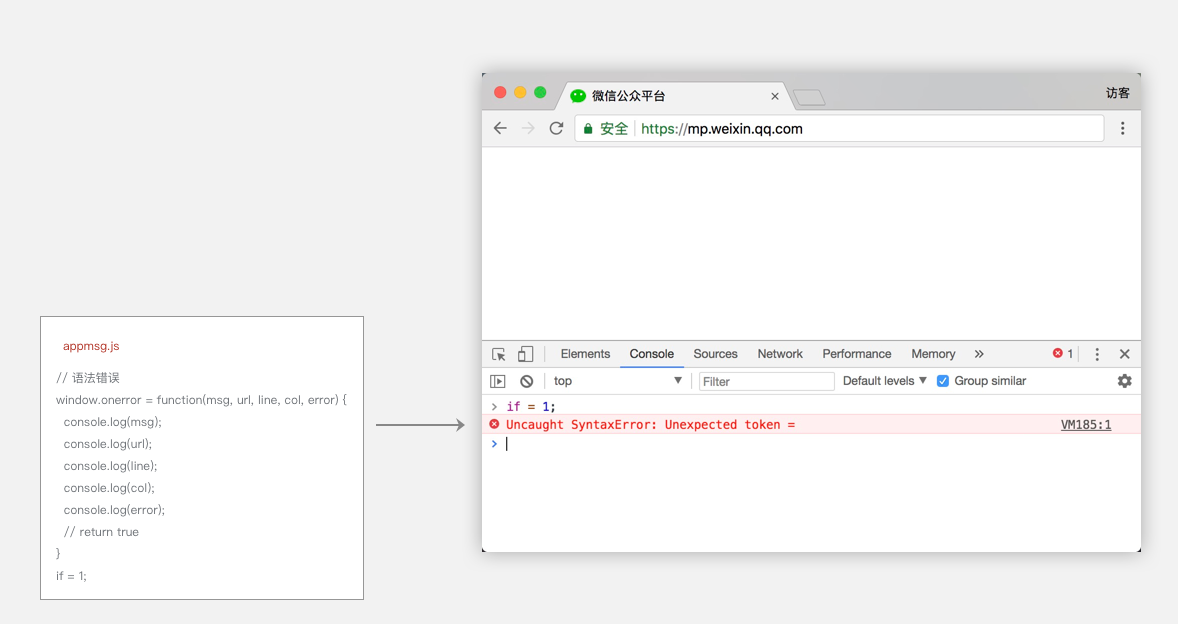 微信公众平台
访客
安全 https://mp.weixin.qq.com
appmsg.js
// 语法错误
window.onerror = function(msg, url, line, col, error) {
console.log(msg);
console.log(url);
console.log(line);
console.log(col);
console.log(error);
// return true
}
if = 1;
Elements Console Sources Network Performance Memory » 1
top Filter Default levels Group similar
> if = 1;
Uncaught SyntaxError: Unexpected token = VM185:1
>